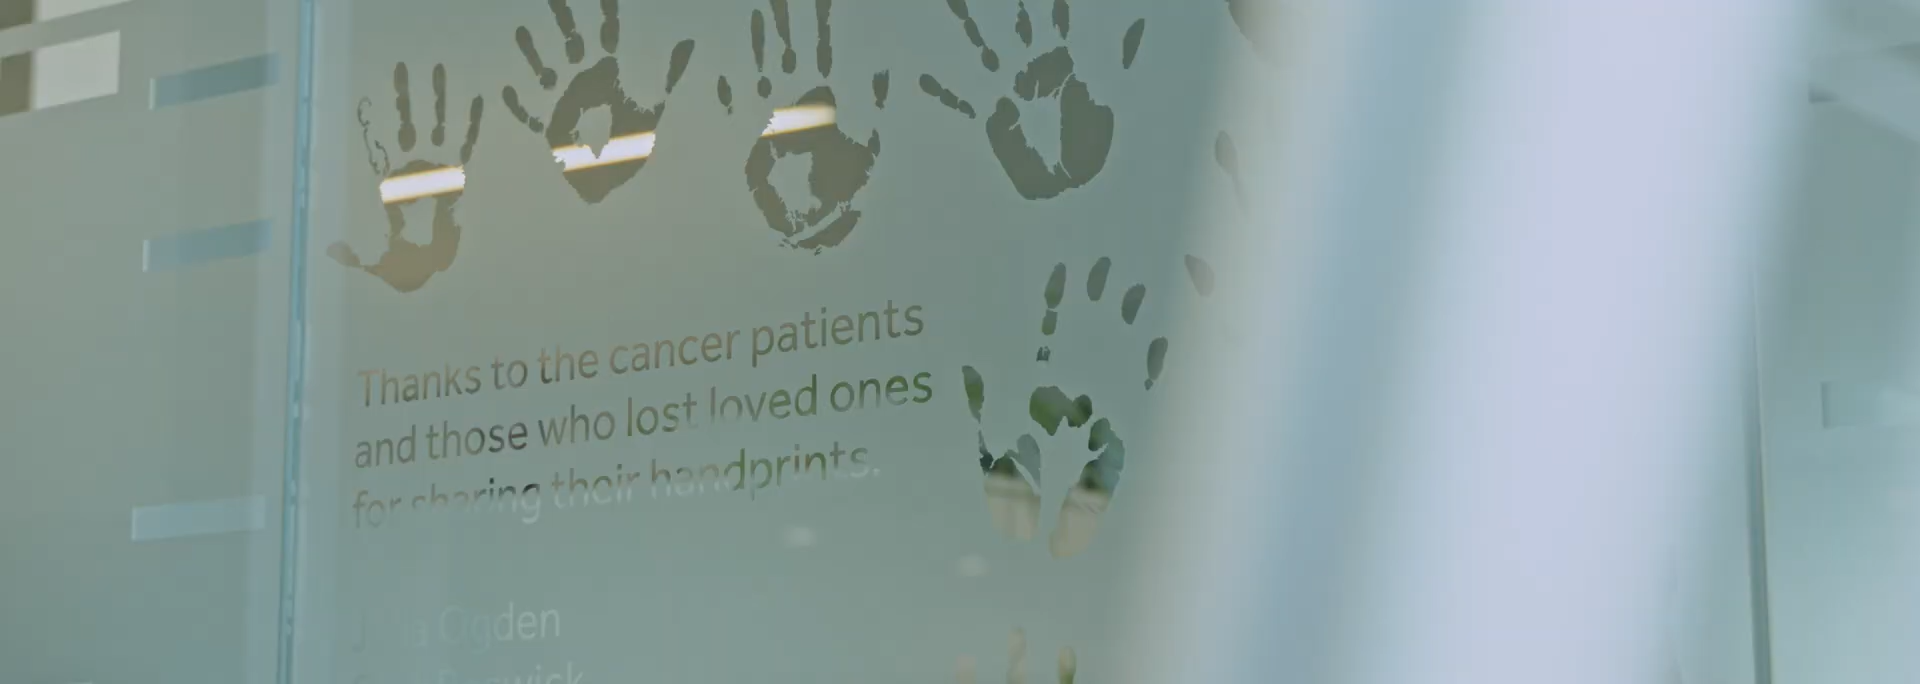 Thanks to the cancer patients
and those who lost loved ones
for sharing their handprints.
Ogden